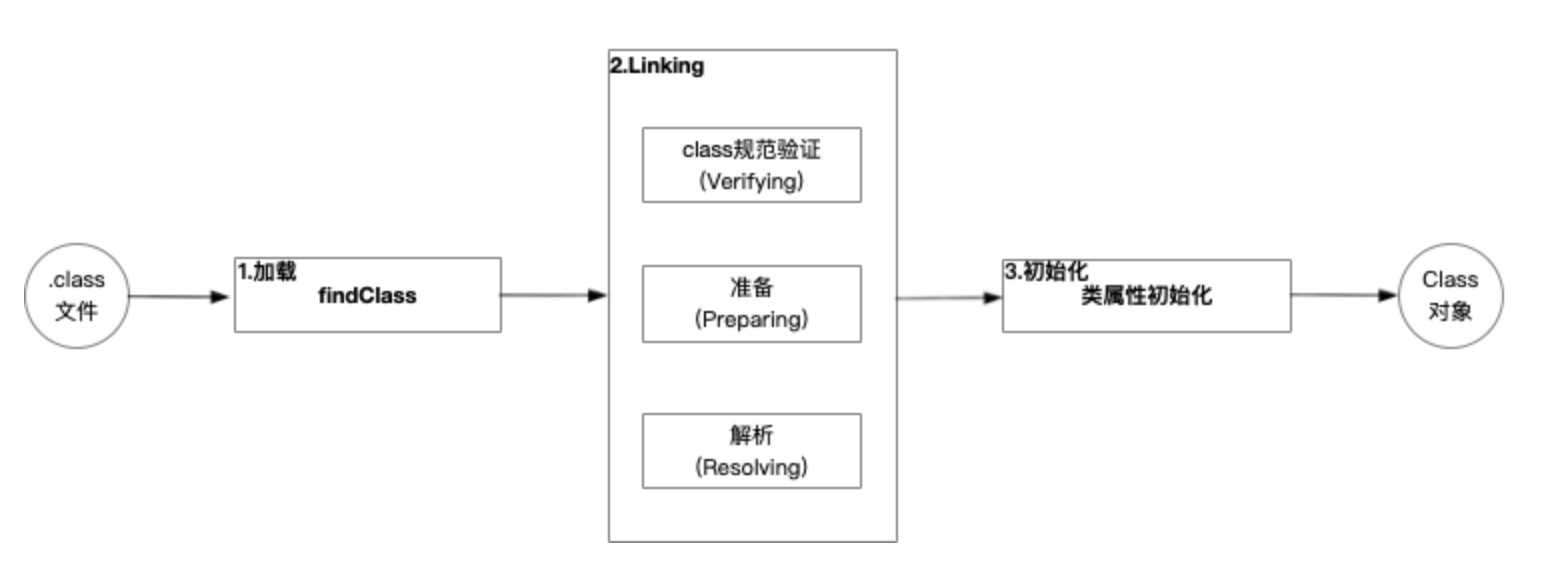 .class
文件
1.加载
findClass
2.Linking
class规范验证
(Verifying)
准备
(Preparing)
解析
(Resolving)
3.初始化
类属性初始化
Class
对象